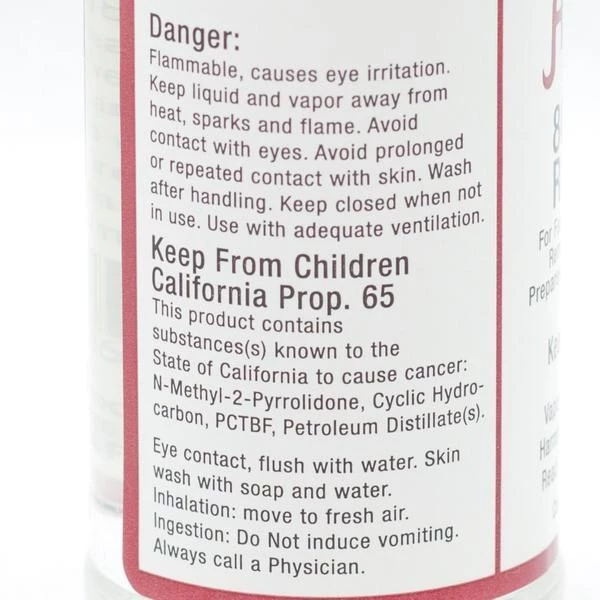 Danger:
Flammable, causes eye irritation.
Keep liquid and vapor away from
heat, sparks and flame. Avoid
contact with eyes. Avoid prolonged
or repeated contact with skin. Wash
after handling. Keep closed when not
in use. Use with adequate ventilation.
Keep From Children
California Prop. 65
This product contains
substances(s) known to the
State of California to cause cancer:
N-Methyl-2-Pyrrolidone, Cyclic Hydro-
carbon, PCTBF, Petroleum Distillate(s).
Eye contact, flush with water. Skin
wash with soap and water.
Inhalation: move to fresh air.
Ingestion: Do Not induce vomiting.
Always call a Physician.
For